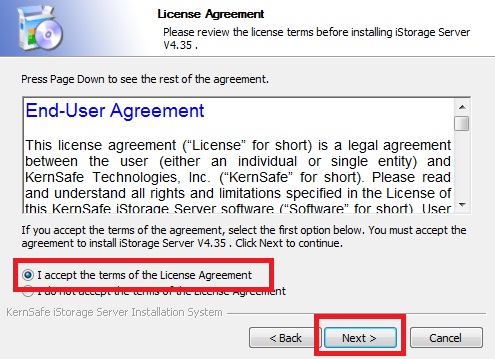 License Agreement
Please review the license terms before installing iStorage Server
V4.35 .
Press Page Down to see the rest of the agreement.
End-User Agreement
This license agreement (“License” for short) is a legal agreement
between the user (either an individual or single entity) and
KernSafe Technologies, Inc. (“KernSafe” for short). Please read
and understand all rights and limitations specified in the License of
this KernSafe iStorage Server software (“Software” for short). User
If you accept the terms of the agreement, select the first option below. You must accept the
agreement to install iStorage Server V4.35 . Click Next to continue.
I accept the terms of the License Agreement
I do not accept the terms of the License Agreement
KernSafe iStorage Server Installation System
< Back
Next >
Cancel